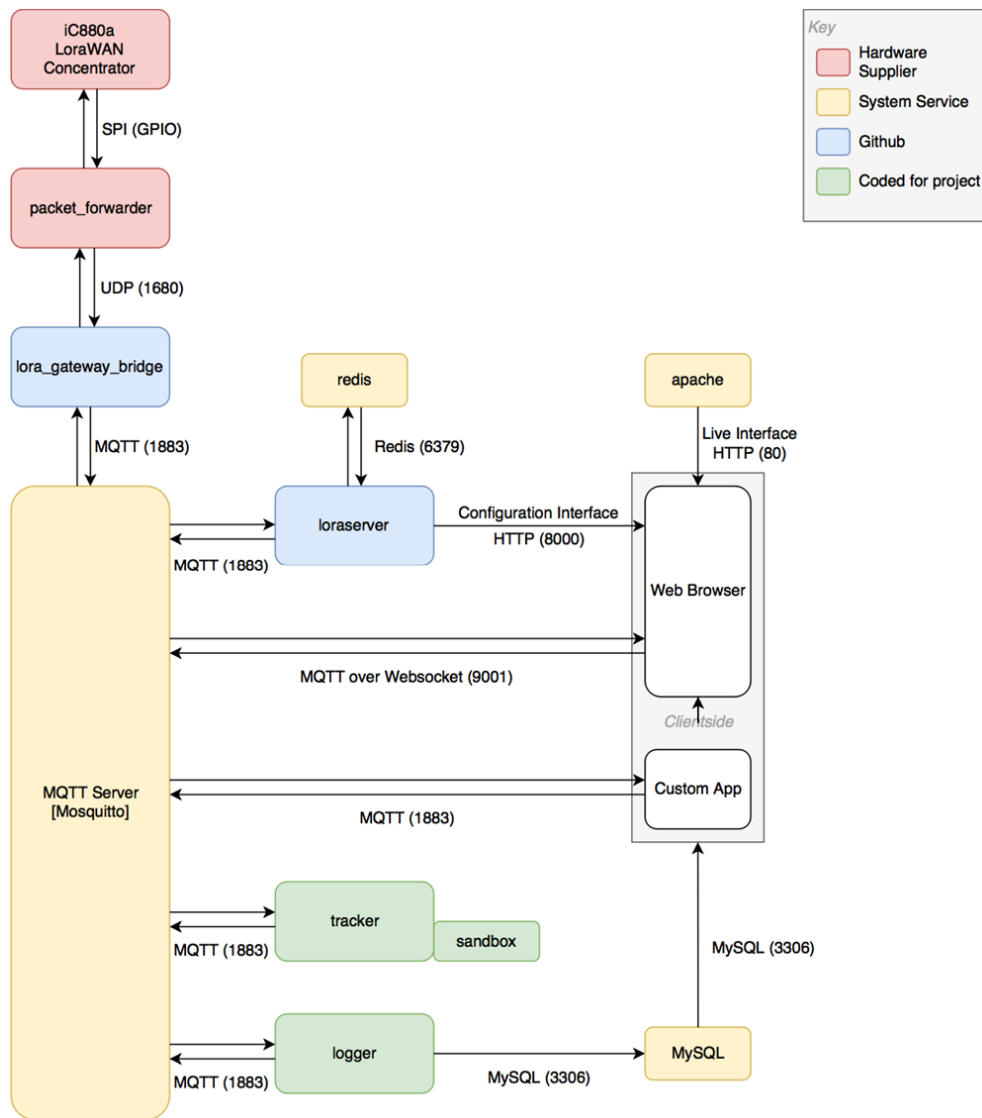 iC880a
LoraWAN
Concentrator
SPI (GPIO)
packet_forwarder
UDP (1680)
lora_gateway_bridge
MQTT (1883)
Key
Hardware
Supplier
System Service
Github
Coded for project
redis
Redis (6379)
apache
Live Interface
HTTP (80)
loraserver
MQTT (1883)
Configuration Interface
HTTP (8000)
Web Browser
MQTT over Websocket (9001)
Clientside
MQTT Server
[Mosquitto]
Custom App
MQTT (1883)
tracker
sandbox
MQTT (1883)
MySQL (3306)
logger
MQTT (1883)
MySQL (3306)
MySQL